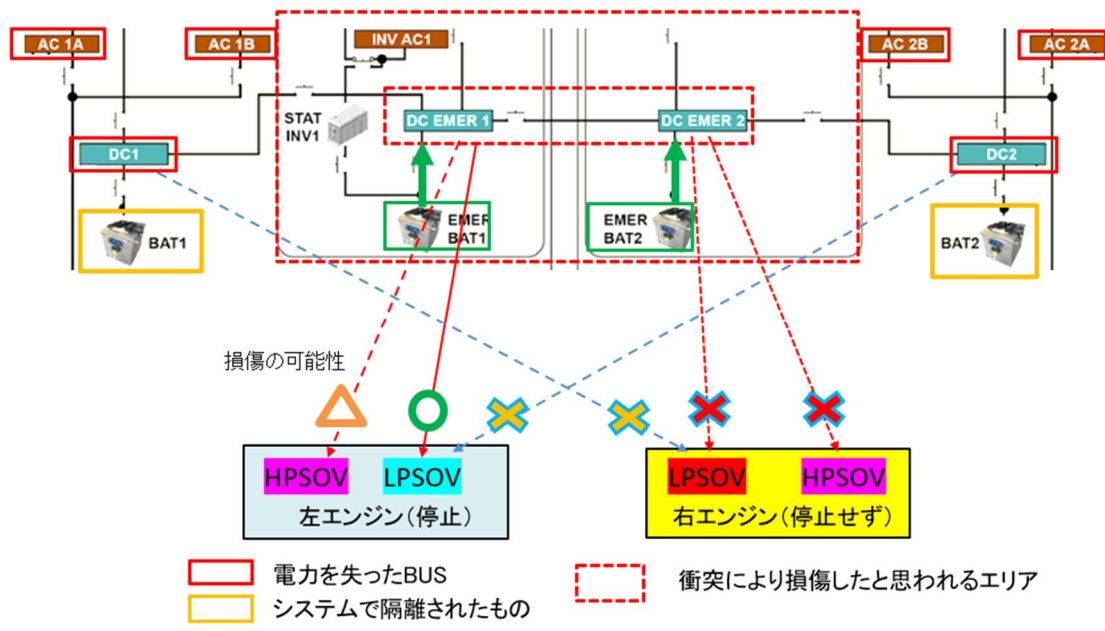 AC 1A
AC 1B
INV AC1
AC 2B
AC 2A
STAT
INV1
DC EMER 1
DC EMER 2
DC1
DC2
BAT1
EMER
BAT1
EMER
BAT2
BAT2
損傷の可能性
HPSOV
LPSOV
LPSOV
HPSOV
左エンジン(停止)
右エンジン(停止せず)
電力を失ったBUS
衝突により損傷したと思われるエリア
システムで隔離されたもの